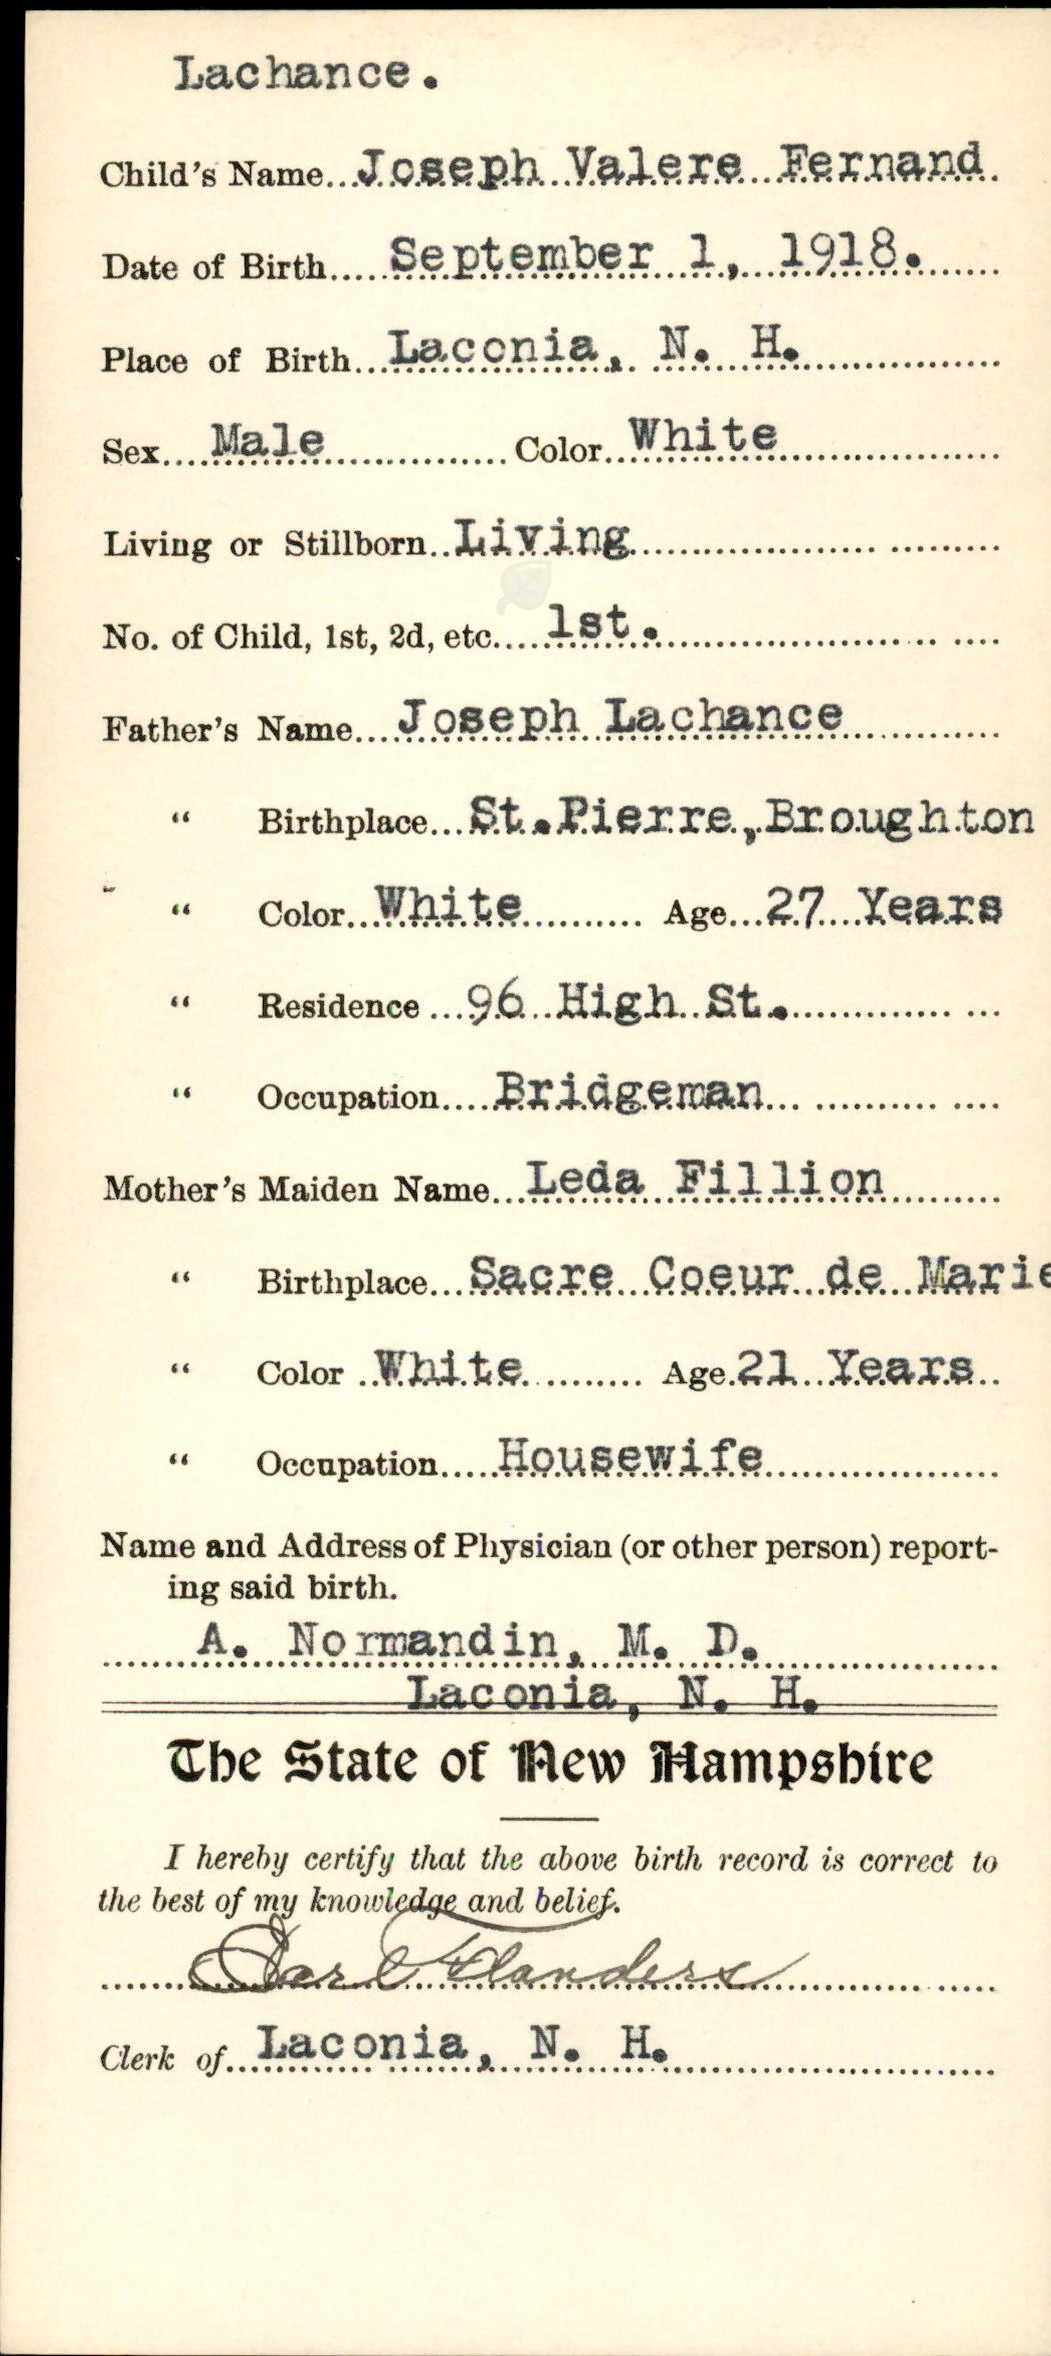 Lachance.
Child's Name...Joseph Valere Fernand
Date of Birth.....September 1, 1918.
Place of Birth...Laconia, N. H.
Sex....Male Color..White
Living or Stillborn..Living
No. of Child, 1st, 2d, etc....1st.
Father's Name....Joseph Lachance
“ Birthplace...St.Pierre,Broughton
“ Color...White Age...27 Years
“ Residence ...96 High St.
“ Occupation....Bridgeman
Mother's Maiden Name...Leda Fillion
“ Birthplace...Sacre Coeur de Marie
“ Color ..White Age.21 Years
“ Occupation.....Housewife
Name and Address of Physician (or other person) report-
ing said birth.
A. Normandin, M. D.
Laconia, N. H.
The State of New Hampshire
I hereby certify that the above birth record is correct to
the best of my knowledge and belief.
Flanders
Clerk of..Laconia, N. H.